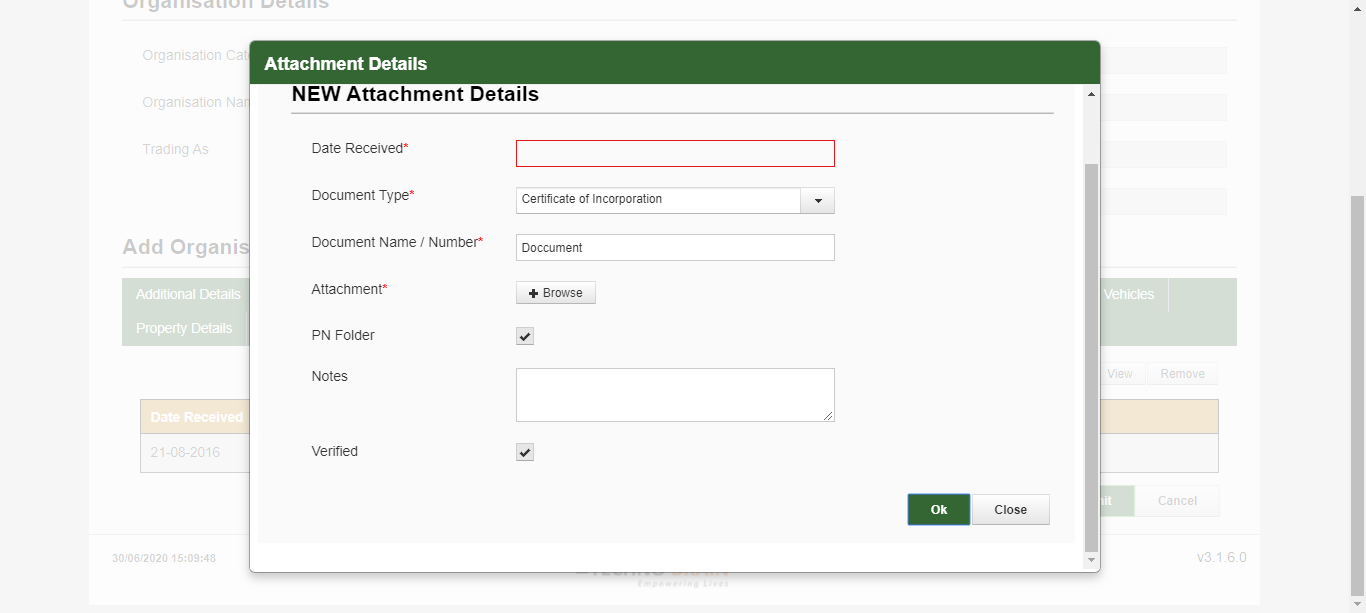 Organisation Details
Organisation Cat
Organisation Nam
Trading As
Attachment Details
NEW Attachment Details
Date Received*
Document Type*
Certificate of Incorporation
Document Name / Number*
Doccument
Attachment*
Browse
PN Folder
Notes
Verified
Ok
Close
Add Organis
Additional Details
Vehicles
Property Details
View
Remove
Date Received
21-08-2016
Cancel
30/06/2020 15:09:48
Empowering Lives
v3.1.6.0